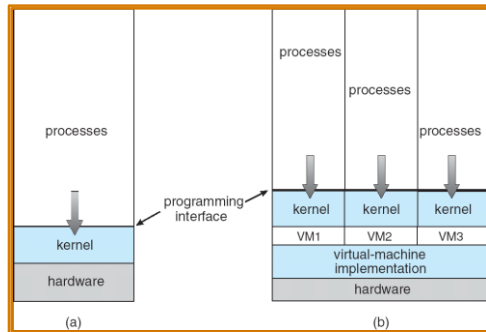 processes
kernel
hardware
(a)
programming
interface
processes
processes
processes
kernel
kernel
kernel
VM1
VM2
VM3
virtual-machine
implementation
hardware
(b)